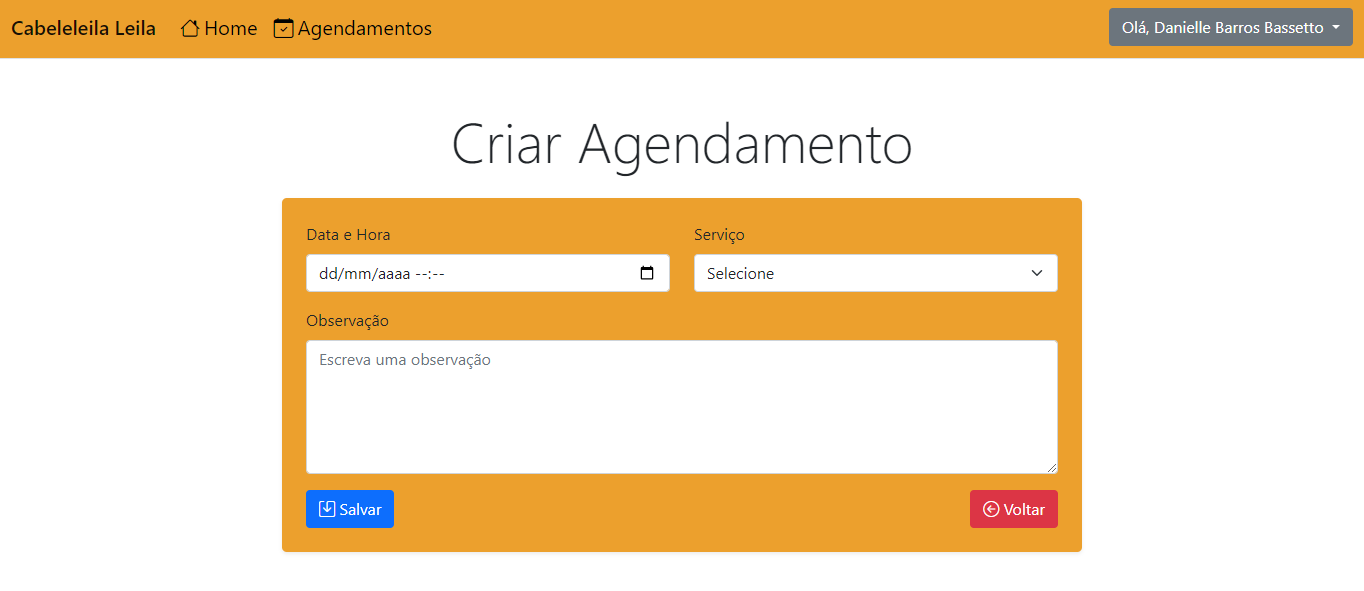 Cabeleleila Leila Home Agendamentos Olá, Danielle Barros Bassetto
Criar Agendamento
Data e Hora Serviço
dd/mm/aaaa --:-- Selecione
Observação
Escreva uma observação
Salvar Voltar